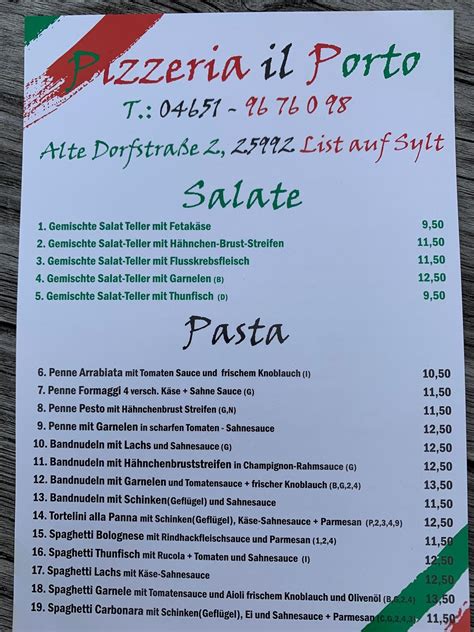 Pizzeria il Porto
T.: 04651 - 96 76 0 98
Alte Dorfstraße 2, 25992 List auf Sylt
Salate
1. Gemischte Salat Teller mit Fetakäse 9,50
2. Gemischte Salat-Teller mit Hähnchen-Brust-Streifen 11,50
3. Gemischte Salat-Teller mit Flusskrebsfleisch 11,50
4. Gemischte Salat-Teller mit Garnelen (B) 12,50
5. Gemischte Salat-Teller mit Thunfisch (D) 9,50
Pasta
6. Penne Arrabiata mit Tomaten Sauce und frischem Knoblauch (I) 10,50
7. Penne Formaggi 4 versch. Käse + Sahne Sauce (G) 11,50
8. Penne Pesto mit Hähnchenbrust Streifen (G,N) 11,50
9. Penne mit Garnelen in scharfen Tomaten - Sahnesauce 12,50
10. Bandnudeln mit Lachs und Sahnesauce (G) 12,50
11. Bandnudeln mit Hähnchenbruststreifen in Champignon-Rahmsauce (G) 12,50
12. Bandnudeln mit Garnelen und Tomatensauce + frischer Knoblauch (B,G,2,4) 13,50
13. Bandnudeln mit Schinken(Geflügel) und Sahnesauce 11,50
14. Tortelini alla Panna mit Schinken(Geflügel), Käse-Sahnesauce + Parmesan (P,2,3,4,9) 12,50
15. Spaghetti Bolognese mit Rindhackfleischsauce und Parmesan (1,2,4) 11,50
16. Spaghetti Thunfisch mit Rucola + Tomaten und Sahnesauce (I) 12,50
17. Spaghetti Lachs mit Käse-Sahnesauce 12,50
18. Spaghetti Garnele mit Tomatensauce und Aioli frischem Knoblauch und Olivenöl (B,G,2,4) 13,50
19. Spaghetti Carbonara mit Schinken(Geflügel), Ei und Sahnesauce + Parmesan 11,50